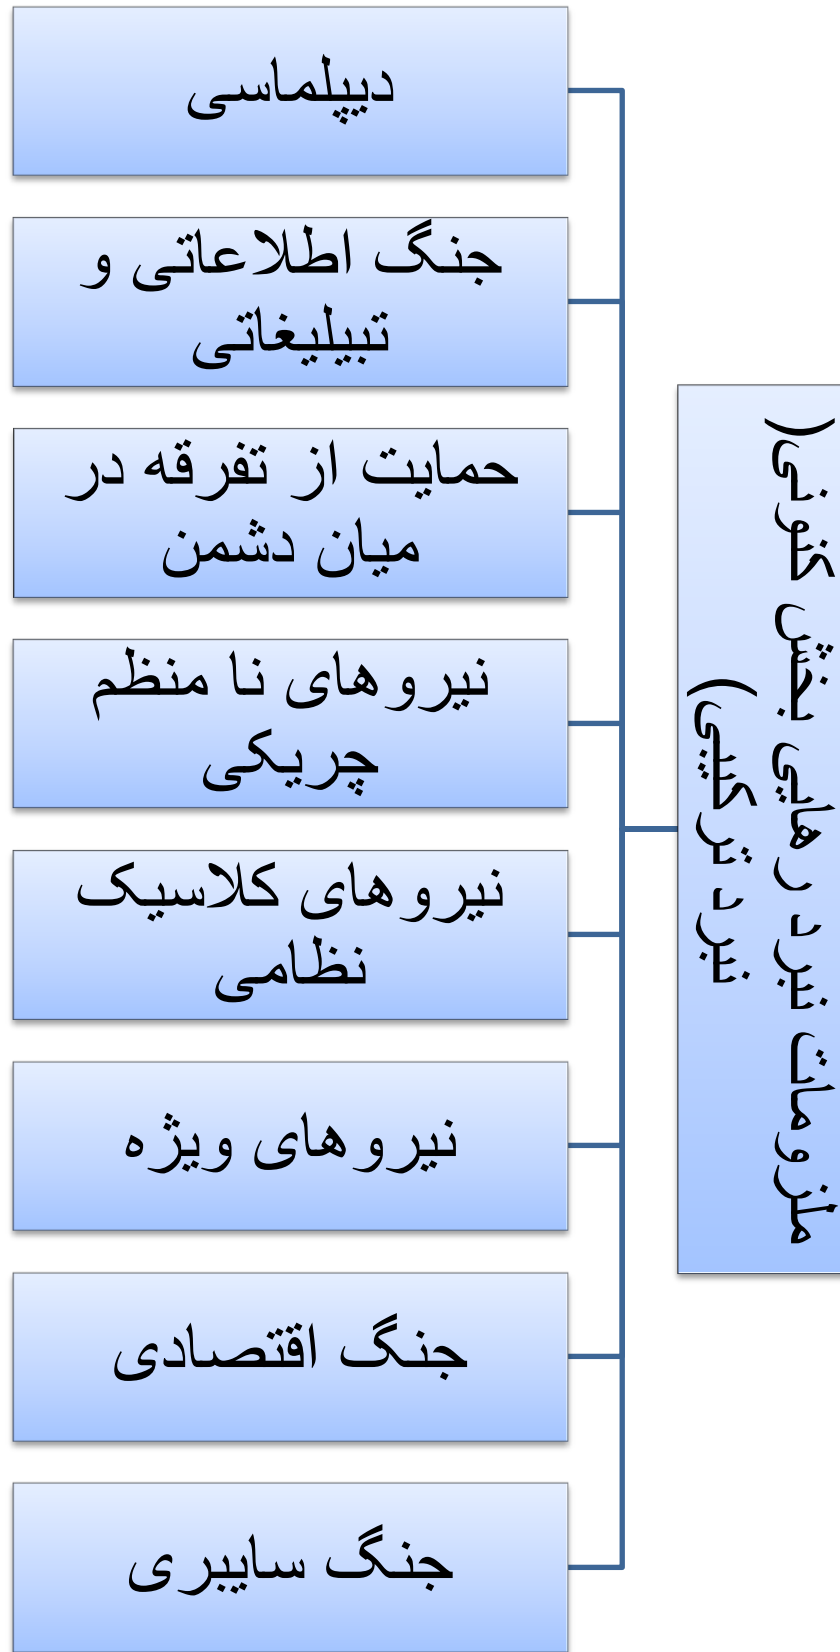 ملزومات نبرد رهایی بخش کنونی(
نبرد ترکیبی)
دیپلماسی
جنگ اطلاعاتی و
تبیلیغاتی
حمایت از تفرقه در
میان دشمن
نیروهای نا منظم
چریکی
نیروهای کلاسیک
نظامی
نیروهای ویژه
جنگ اقتصادی
جنگ سایبری